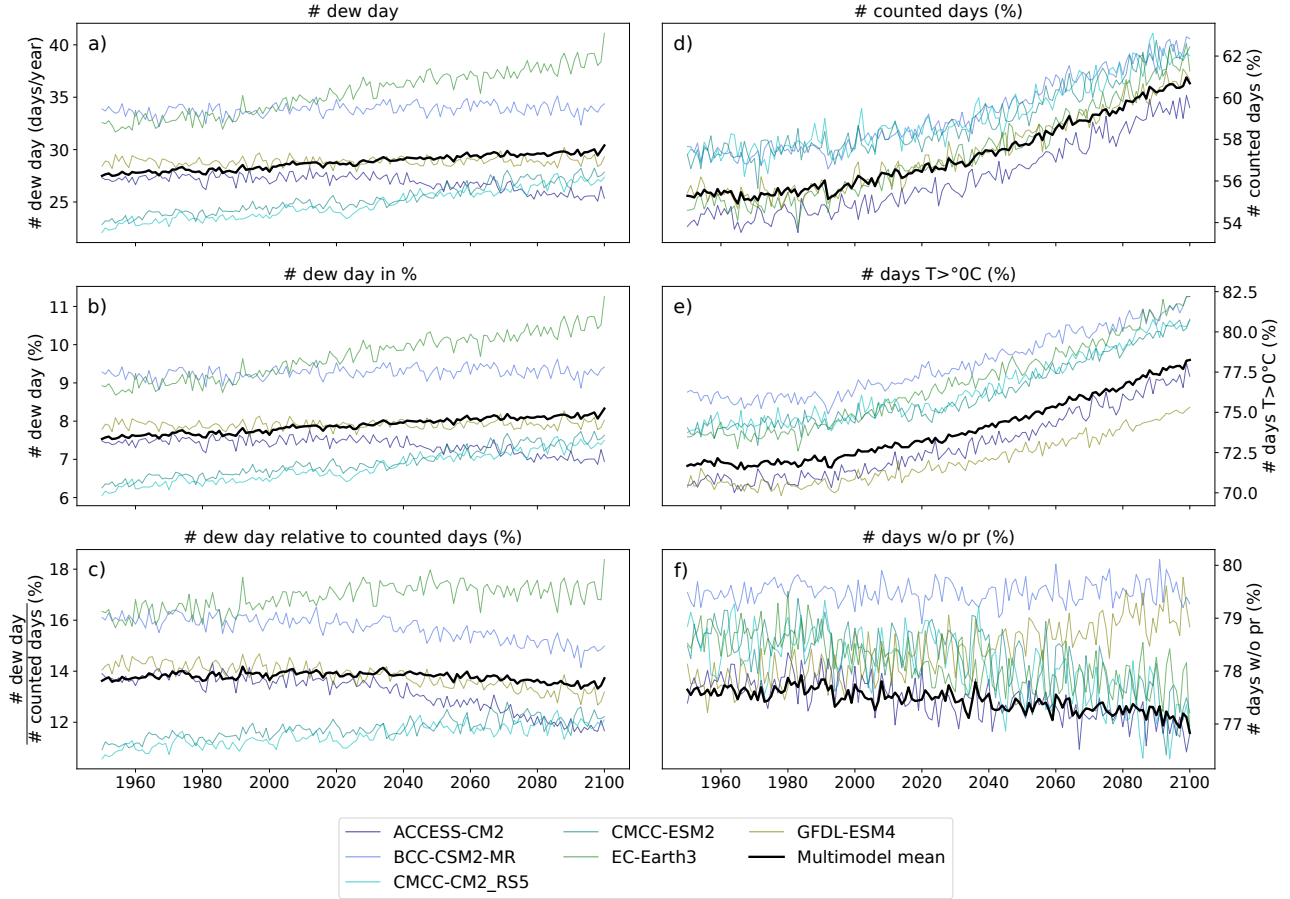 # dew day
a)
# dew day (days/year)
40
35
30
25
# counted days (%)
d)
# counted days (%)
62
60
58
56
54
# dew day in %
b)
# dew day (%)
11
10
9
8
7
6
# days T>°0C (%)
e)
# days T>0°C (%)
82.5
80.0
77.5
75.0
72.5
70.0
# dew day relative to counted days (%)
c)
# dew day
# counted days (%)
18
16
14
12
1960 1980 2000 2020 2040 2060 2080 2100
# days w/o pr (%)
f)
# days w/o pr (%)
80
79
78
77
1960 1980 2000 2020 2040 2060 2080 2100
ACCESS-CM2
BCC-CSM2-MR
CMCC-CM2_RS5
CMCC-ESM2
EC-Earth3
GFDL-ESM4
Multimodel mean